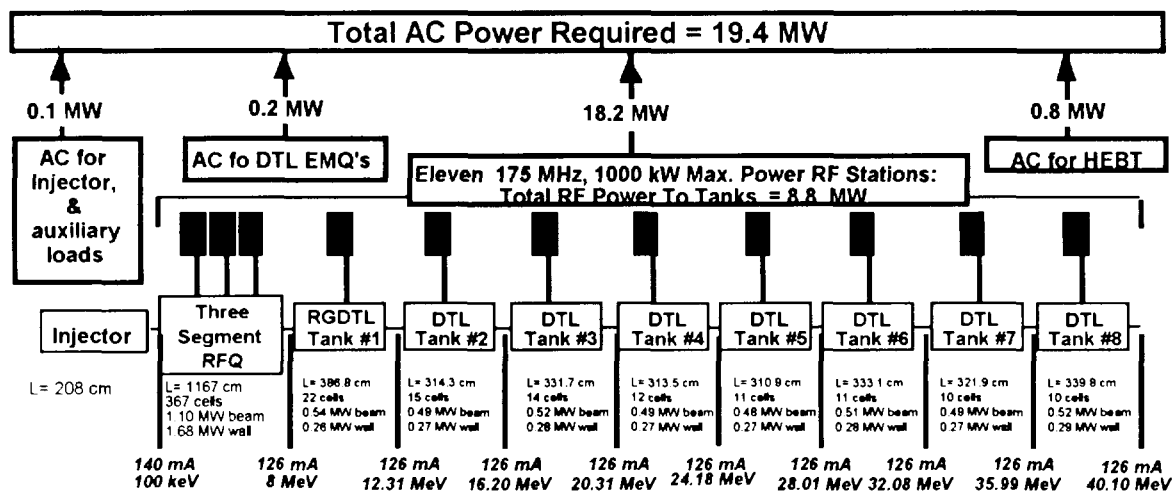 Total AC Power Required = 19.4 MW
0.1 MW
0.2 MW
18.2 MW
0.8 MW
AC for
Injector,
&
auxiliary
loads
AC fo DTL EMQ's
Eleven 175 MHz, 1000 kW Max. Power RF Stations:
Total RF Power To Tanks = 8.8 MW
AC for HEBT
Injector
L= 208 cm
Three
Segment
RFQ
L= 1167 cm
367 cells
1.10 MW beam
1.68 MW wall
RGDTL
Tank #1
L= 386.8 cm
22 cells
0.54 MW beam
0.26 MW wall
DTL
Tank #2
L= 314.3 cm
15 cells
0.49 MW beam
0.27 MW wall
DTL
Tank #3
L= 331.7 cm
14 cells
0.52 MW beam
0.28 MW wall
DTL
Tank #4
L= 313.5 cm
12 cells
0.49 MW beam
0.27 MW wall
DTL
Tank #5
L= 310.9 cm
11 cells
0.48 MW beam
0.27 MW wall
DTL
Tank #6
L= 333.1 cm
11 cells
0.51 MW beam
0.28 MW wall
DTL
Tank #7
L= 321.9 cm
10 cells
0.49 MW beam
0.27 MW wall
DTL
Tank #8
L= 339.8 cm
10 cells
0.52 MW beam
0.29 MW wall
140 mA
100 keV
126 mA
8 MeV
126 mA
12.31 MeV
126 mA
16.20 MeV
126 mA
20.31 MeV
126 mA
24.18 MeV
126 mA
28.01 MeV
126 mA
32.08 MeV
126 mA
35.99 MeV
126 mA
40.10 MeV